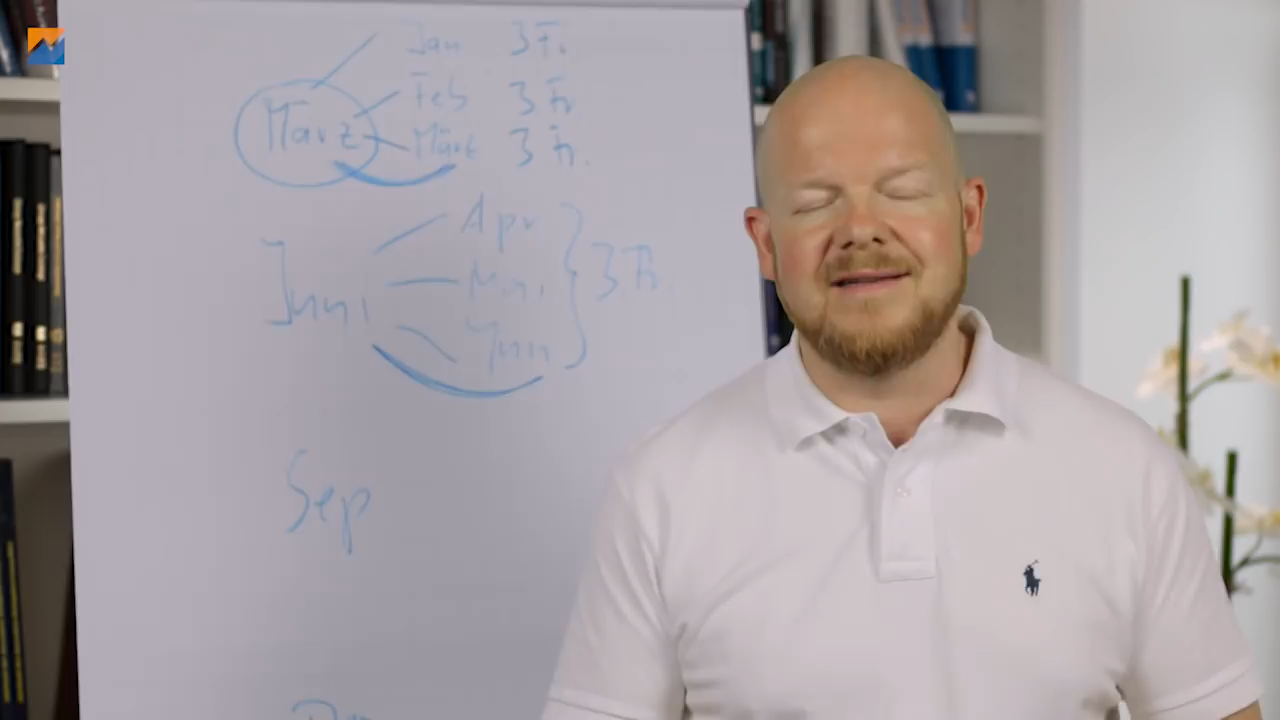 Jan 3 Fr.
Feb 3 Fr
März März 3 Fr.
Apr
Juni Mai 3 Fr.
Juni
Sep